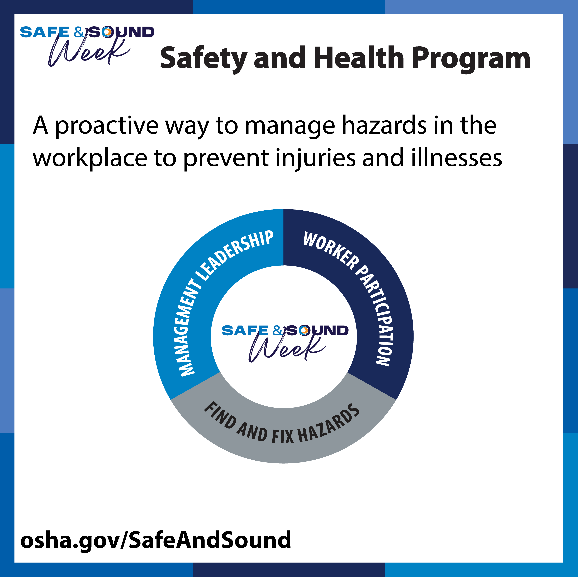 SAFE & SOUND
Week
Safety and Health Program
A proactive way to manage hazards in the
workplace to prevent injuries and illnesses
MANAGEMENT LEADERSHIP
WORKER PARTICIPATION
SAFE & SOUND
Week
FIND AND FIX HAZARDS
osha.gov/SafeAndSound